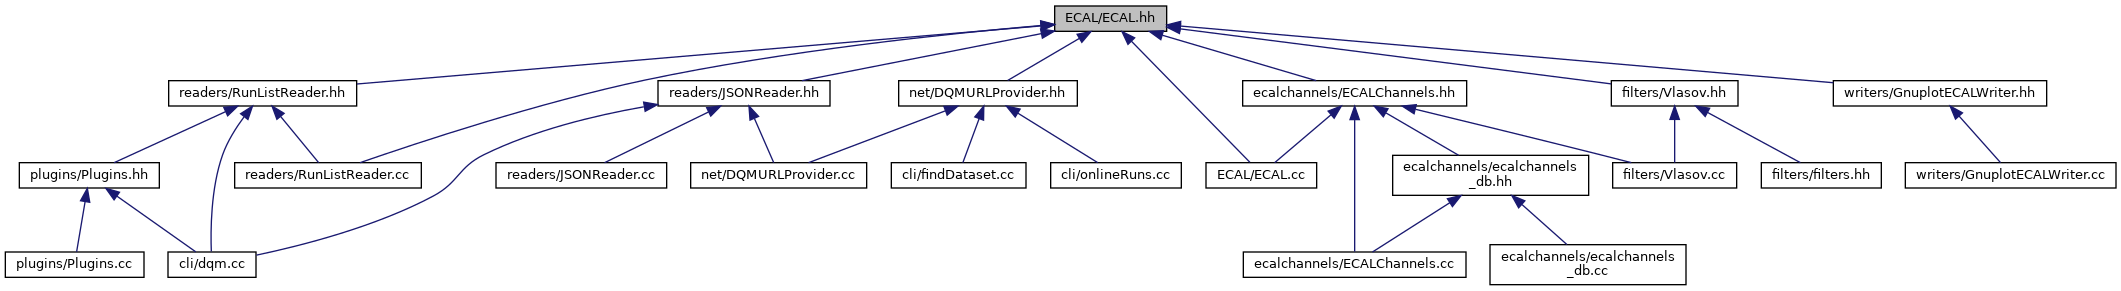 ECAL/ECAL.hh
readers/RunListReader.hh
readers/JSONReader.hh
net/DQMURLProvider.hh
ecalchannels/ECALChannels.hh
filters/Vlasov.hh
writers/GnuplotECALWriter.hh
plugins/Plugins.hh
readers/RunListReader.cc
readers/JSONReader.cc
net/DQMURLProvider.cc
cli/findDataset.cc
cli/onlineRuns.cc
ECAL/ECAL.cc
ecalchannels/ecalchannels
_db.hh
filters/Vlasov.cc
filters/filters.hh
writers/GnuplotECALWriter.cc
plugins/Plugins.cc
cli/dqm.cc
ecalchannels/ECALChannels.cc
ecalchannels/ecalchannels
_db.cc